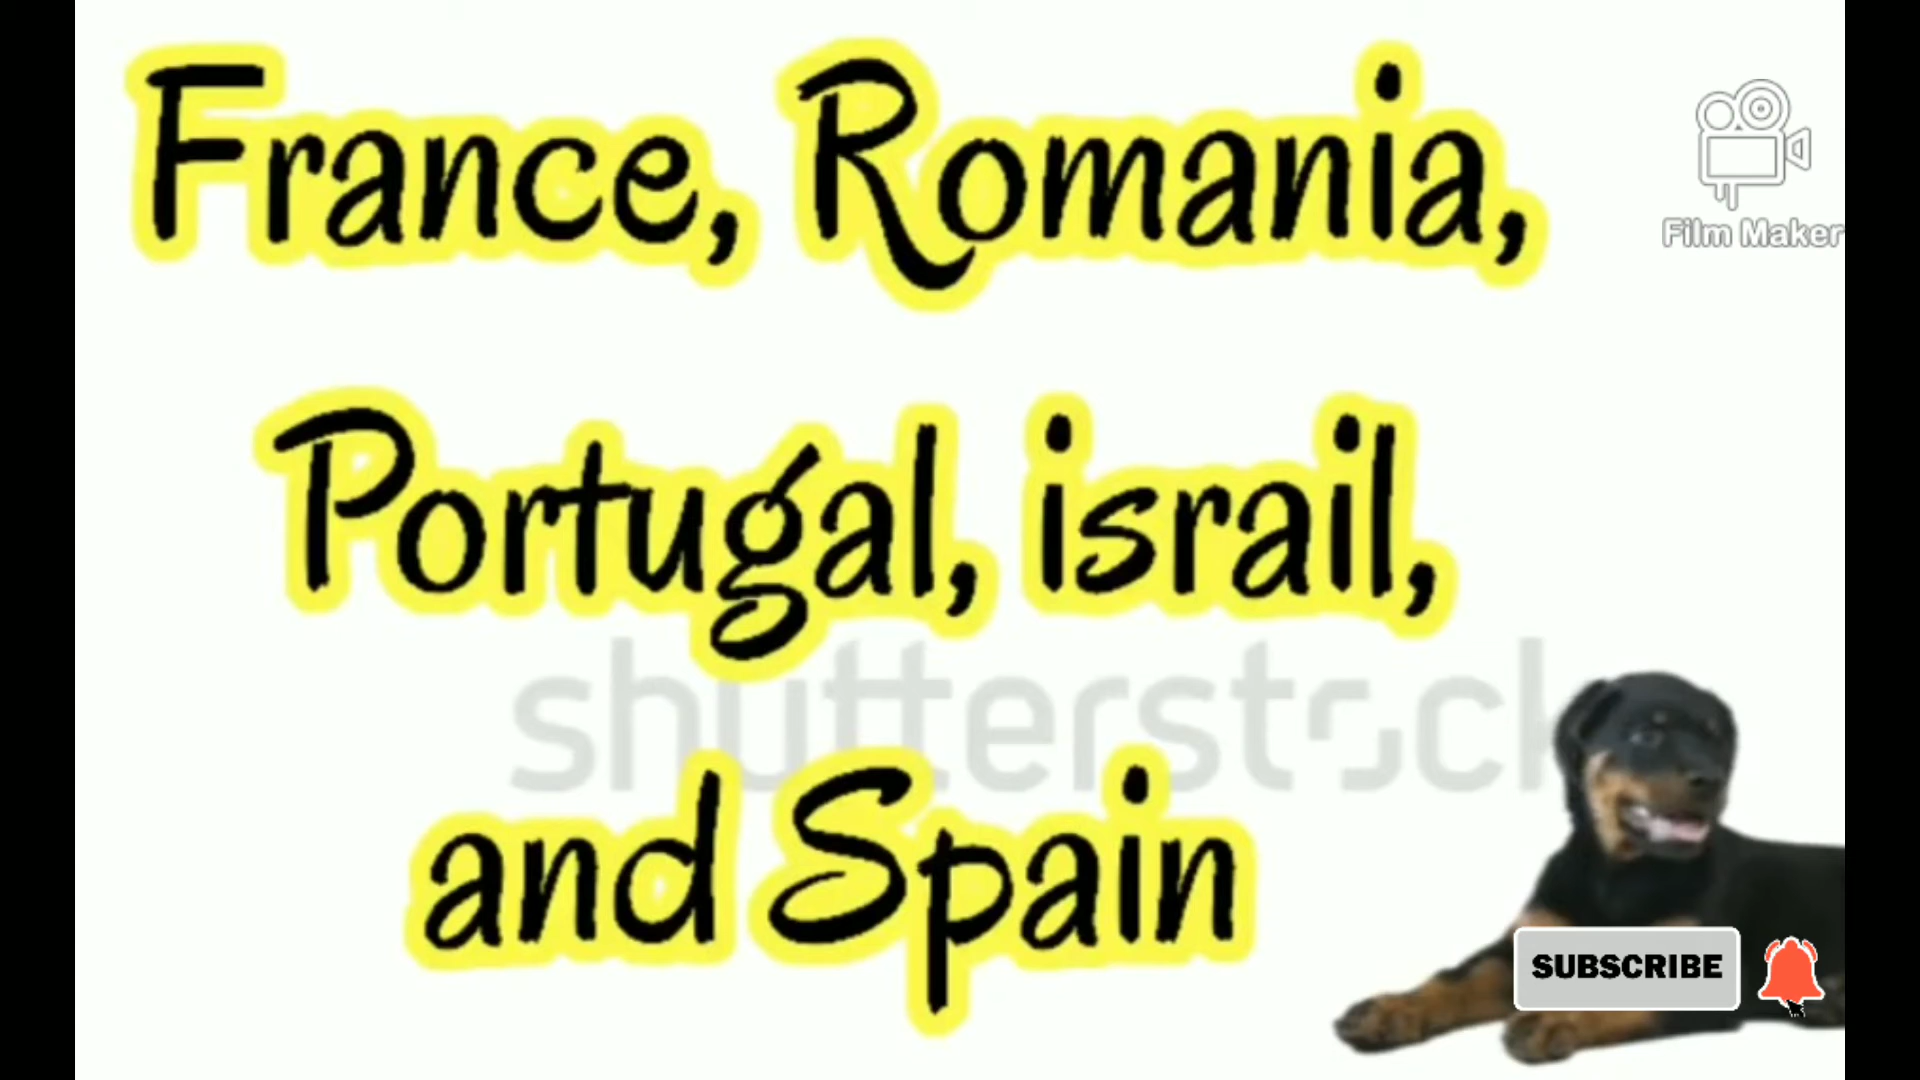 France, Romania,
Film Maker
Portugal, israil,
shutterstock
and Spain
SUBSCRIBE